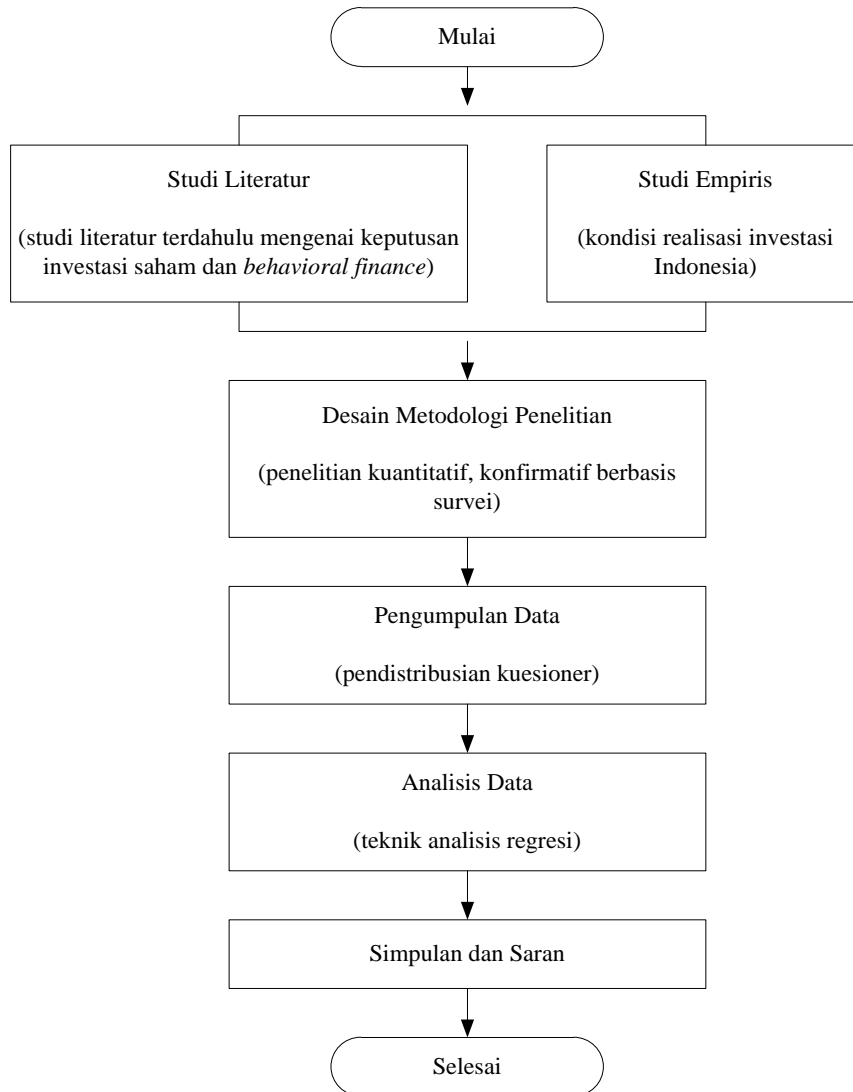 Mulai
Studi Literatur
(studi literatur terdahulu mengenai keputusan
investasi saham dan behavioral finance)
Studi Empiris
(kondisi realisasi investasi
Indonesia)
Desain Metodologi Penelitian
(penelitian kuantitatif, konfirmatif berbasis
survei)
Pengumpulan Data
(pendistribusian kuesioner)
Analisis Data
(teknik analisis regresi)
Simpulan dan Saran
Selesai